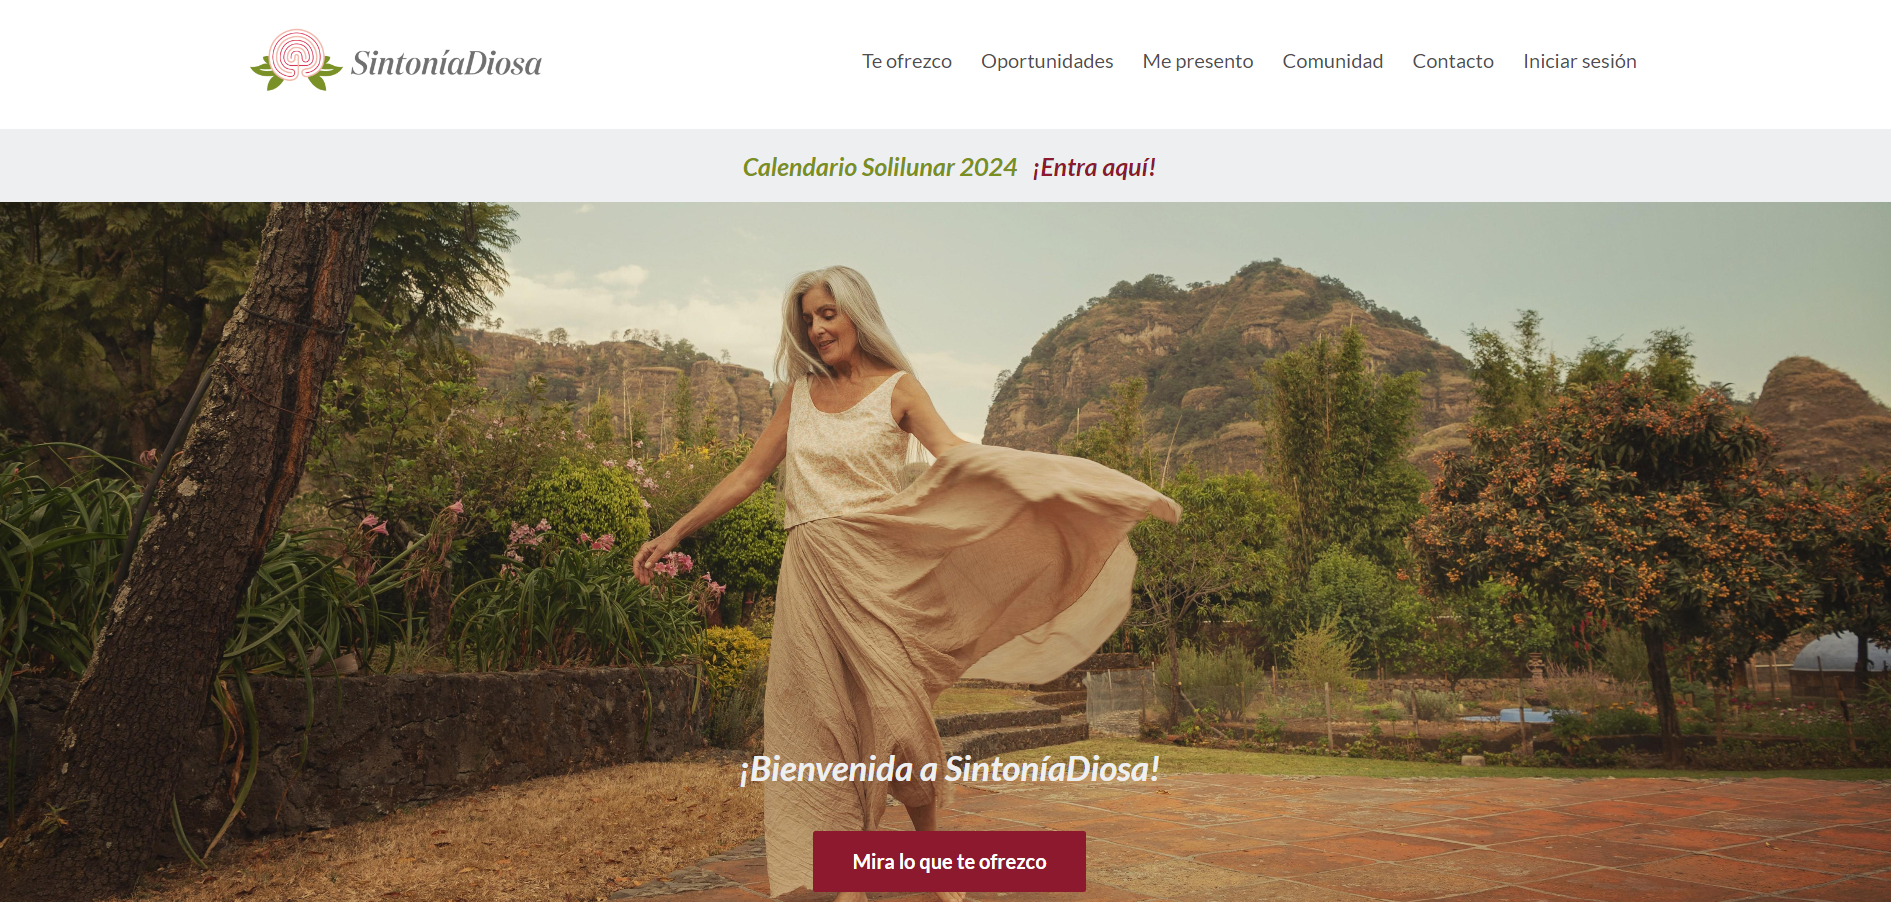 SintoníaDiosa
Te ofrezco Oportunidades Me presento Comunidad Contacto Iniciar sesión
Calendario Solilunar 2024 ¡Entra aquí!
¡Bienvenida a SintoníaDiosa!
Mira lo que te ofrezco